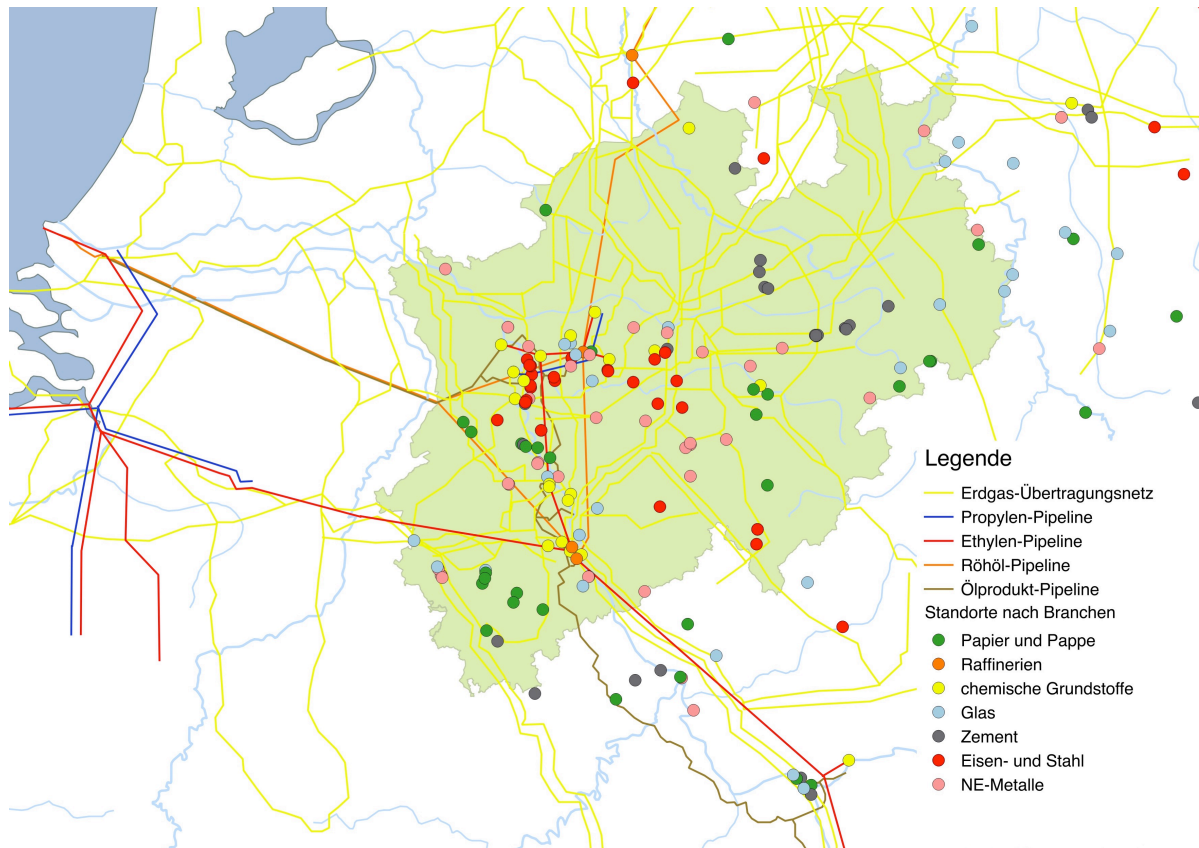 Legende
Erdgas-Übertragungsnetz
Propylen-Pipeline
Ethylen-Pipeline
Röhöl-Pipeline
Ölprodukt-Pipeline
Standorte nach Branchen
Papier und Pappe
Raffinerien
chemische Grundstoffe
Glas
Zement
Eisen- und Stahl
NE-Metalle